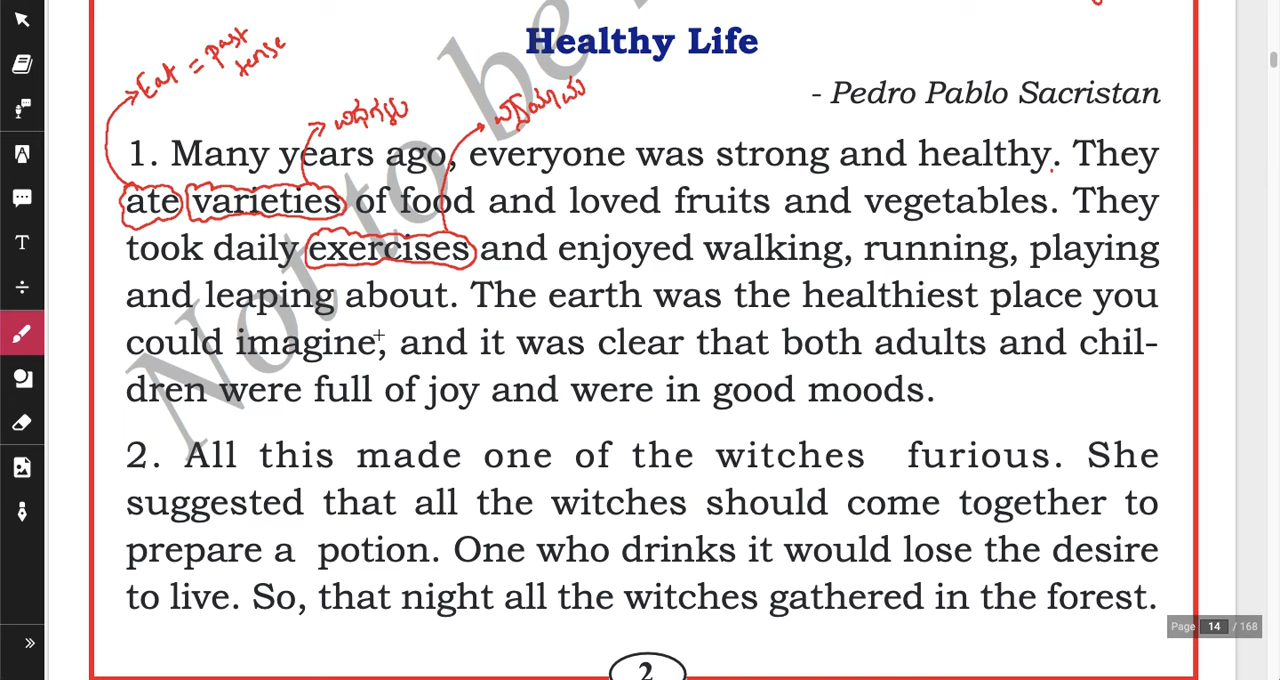 Healthy Life
Eat = past
tense
ವಿಧಗಳು
ವ್ಯಾಯಾಮ
- Pedro Pablo Sacristan
1. Many years ago, everyone was strong and healthy. They
ate varieties of food and loved fruits and vegetables. They
took daily exercises and enjoyed walking, running, playing
and leaping about. The earth was the healthiest place you
could imagine, and it was clear that both adults and chil-
dren were full of joy and were in good moods.
2. All this made one of the witches furious. She
suggested that all the witches should come together to
prepare a potion. One who drinks it would lose the desire
to live. So, that night all the witches gathered in the forest.
Not to be
Page 14 / 168
2